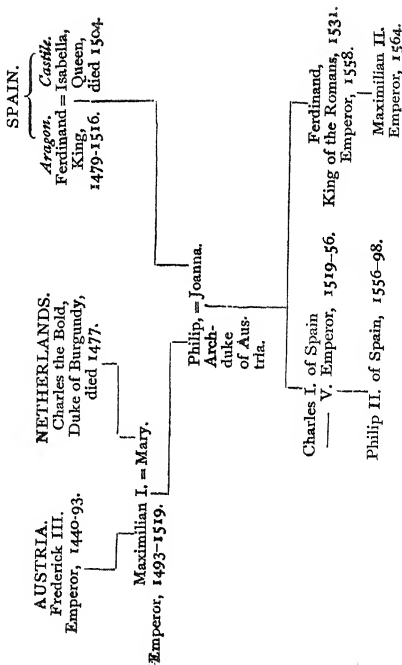 AUSTRIA.
Frederick III.
Emperor, 1440-93.
NETHERLANDS.
Charles the Bold,
Duke of Burgundy,
died 1477.
SPAIN.
Aragon. Castile.
Ferdinand = Isabella,
King, Queen,
1479-1516. died 1504.
Maximilian I. = Mary.
Emperor, 1493-1519.
Philip, = Joanna.
Arch-
duke
of Aus-
tria.
Charles I. of Spain
—— V. Emperor, 1519-56.
Ferdinand,
King of the Romans, 1531.
Emperor, 1558.
Philip II. of Spain, 1556-98.
Maximilian II.
Emperor, 1564.